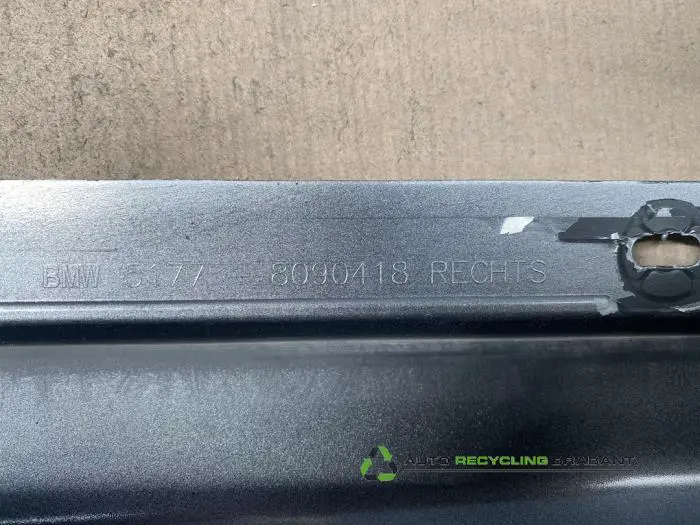 BMW 5177 - 8090418 RECHTS
AUTO RECYCLING BRABANT